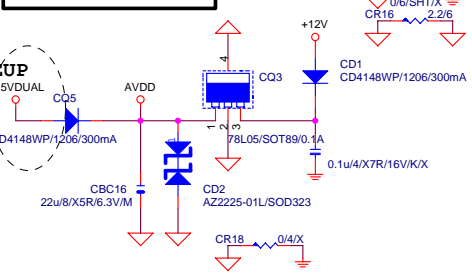 0/6/SHT/X
CR16 2.2/6
+12V
4
UP
5VDUAL
CQ5
AVDD
CQ3
CD1
CD4148WP/1206/300mA
1 2 3
D4148WP/1206/300mA
78L05/SOT89/0.1A
0.1u/4/X7R/16V/K/X
CBC16
22u/8/X5R/6.3V/M
CD2
AZ2225-01L/SOD323
CR18 0/4/X